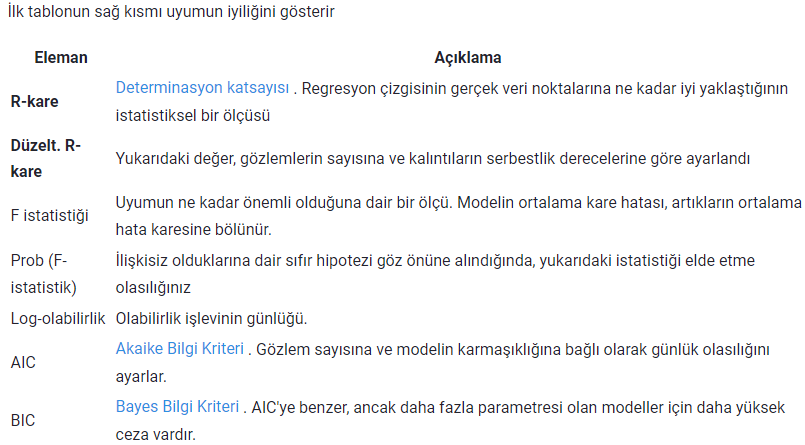 İlk tablonun sağ kısmı uyumun iyiliğini gösterir
Eleman Açıklama
R-kare Determinasyon katsayısı . Regresyon çizgisinin gerçek veri noktalarına ne kadar iyi yaklaştığının
istatistiksel bir ölçüsü
Düzelt. R-
kare Yukarıdaki değer, gözlemlerin sayısına ve kalıntıların serbestlik derecelerine göre ayarlandı
F istatistiği Uyumun ne kadar önemli olduğuna dair bir ölçü. Modelin ortalama kare hatası, artıkların ortalama
hata karesine bölünür.
Prob (F-
istatistik) İlişkisiz olduklarına dair sıfır hipotezi göz önüne alındığında, yukarıdaki istatistiği elde etme
olasılığınız
Log-olabilirlik Olabilirlik işlevinin günlüğü.
AIC Akaike Bilgi Kriteri . Gözlem sayısına ve modelin karmaşıklığına bağlı olarak günlük olasılığını
ayarlar.
BIC Bayes Bilgi Kriteri . AIC'ye benzer, ancak daha fazla parametresi olan modeller için daha yüksek
ceza vardır.